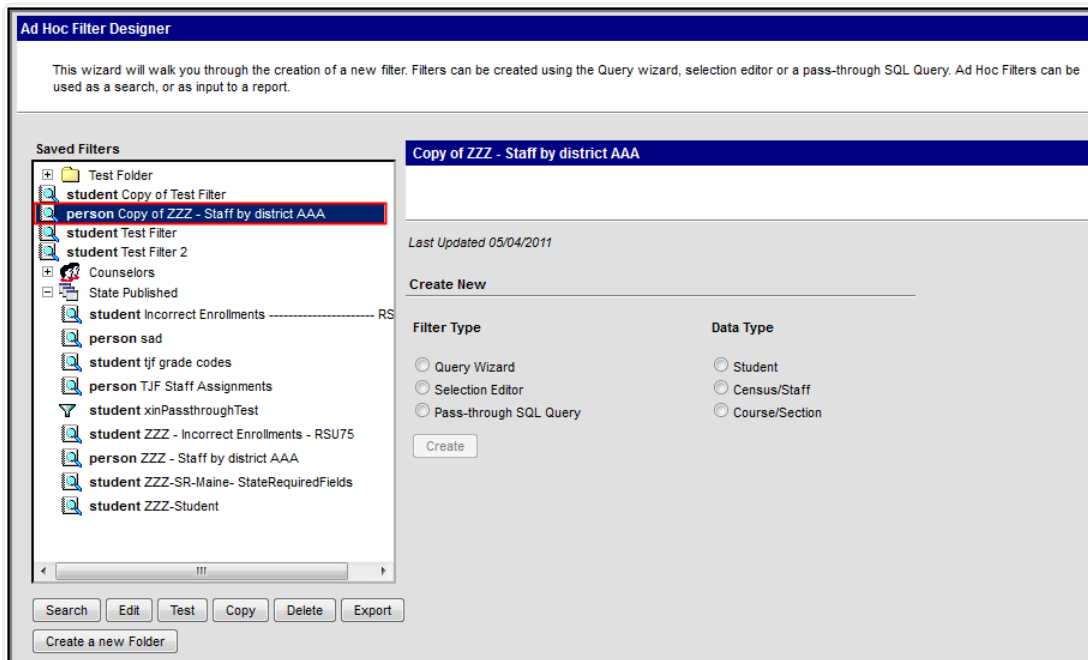 Ad Hoc Filter Designer
This wizard will walk you through the creation of a new filter. Filters can be created using the Query wizard, selection editor or a pass-through SQL Query. Ad Hoc Filters can be
used as a search, or as input to a report.
Saved Filters
Test Folder
student Copy of Test Filter
person Copy of ZZZ - Staff by district AAA
student Test Filter
student Test Filter 2
Counselors
State Published
student Incorrect Enrollments ---------------------- RS
person sad
student tjf grade codes
person TJF Staff Assignments
student xinPassthroughTest
student ZZZ - Incorrect Enrollments - RSU75
person ZZZ - Staff by district AAA
student ZZZ-SR-Maine- StateRequiredFields
student ZZZ-Student
Search Edit Test Copy Delete Export
Create a new Folder
Copy of ZZZ - Staff by district AAA
Last Updated 05/04/2011
Create New
Filter Type
Query Wizard
Selection Editor
Pass-through SQL Query
Create
Data Type
Student
Census/Staff
Course/Section